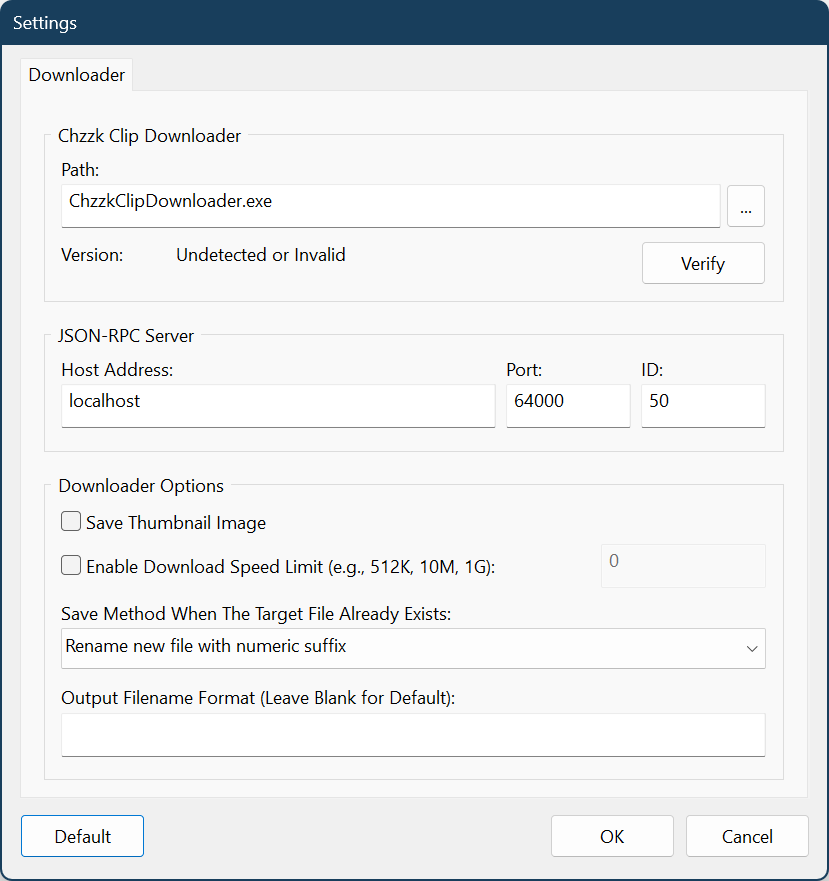 Settings
Downloader
Chzzk Clip Downloader
Path:
ChzzkClipDownloader.exe
...
Version: Undetected or Invalid
Verify
JSON-RPC Server
Host Address: Port: ID:
localhost 64000 50
Downloader Options
Save Thumbnail Image
Enable Download Speed Limit (e.g., 512K, 10M, 1G): 0
Save Method When The Target File Already Exists:
Rename new file with numeric suffix
Output Filename Format (Leave Blank for Default):
Default OK Cancel